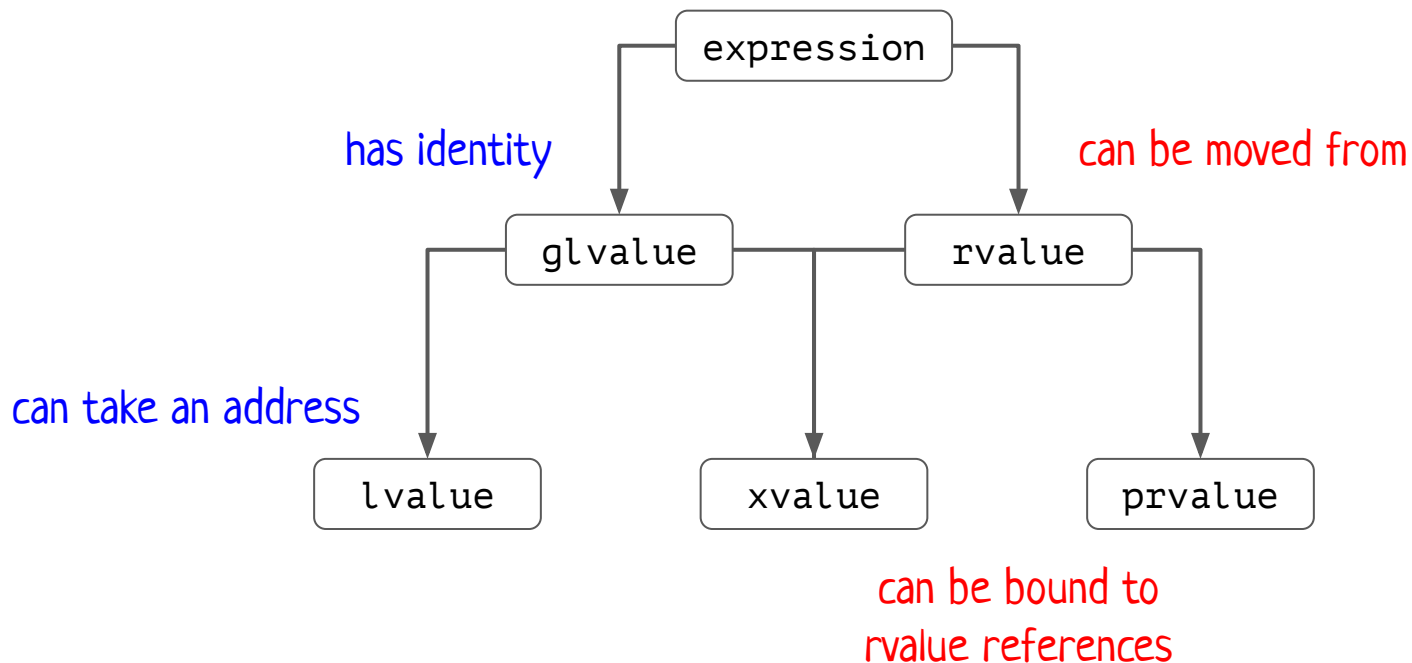 expression
has identity
can be moved from
glvalue
rvalue
can take an address
lvalue
xvalue
prvalue
can be bound to
rvalue references